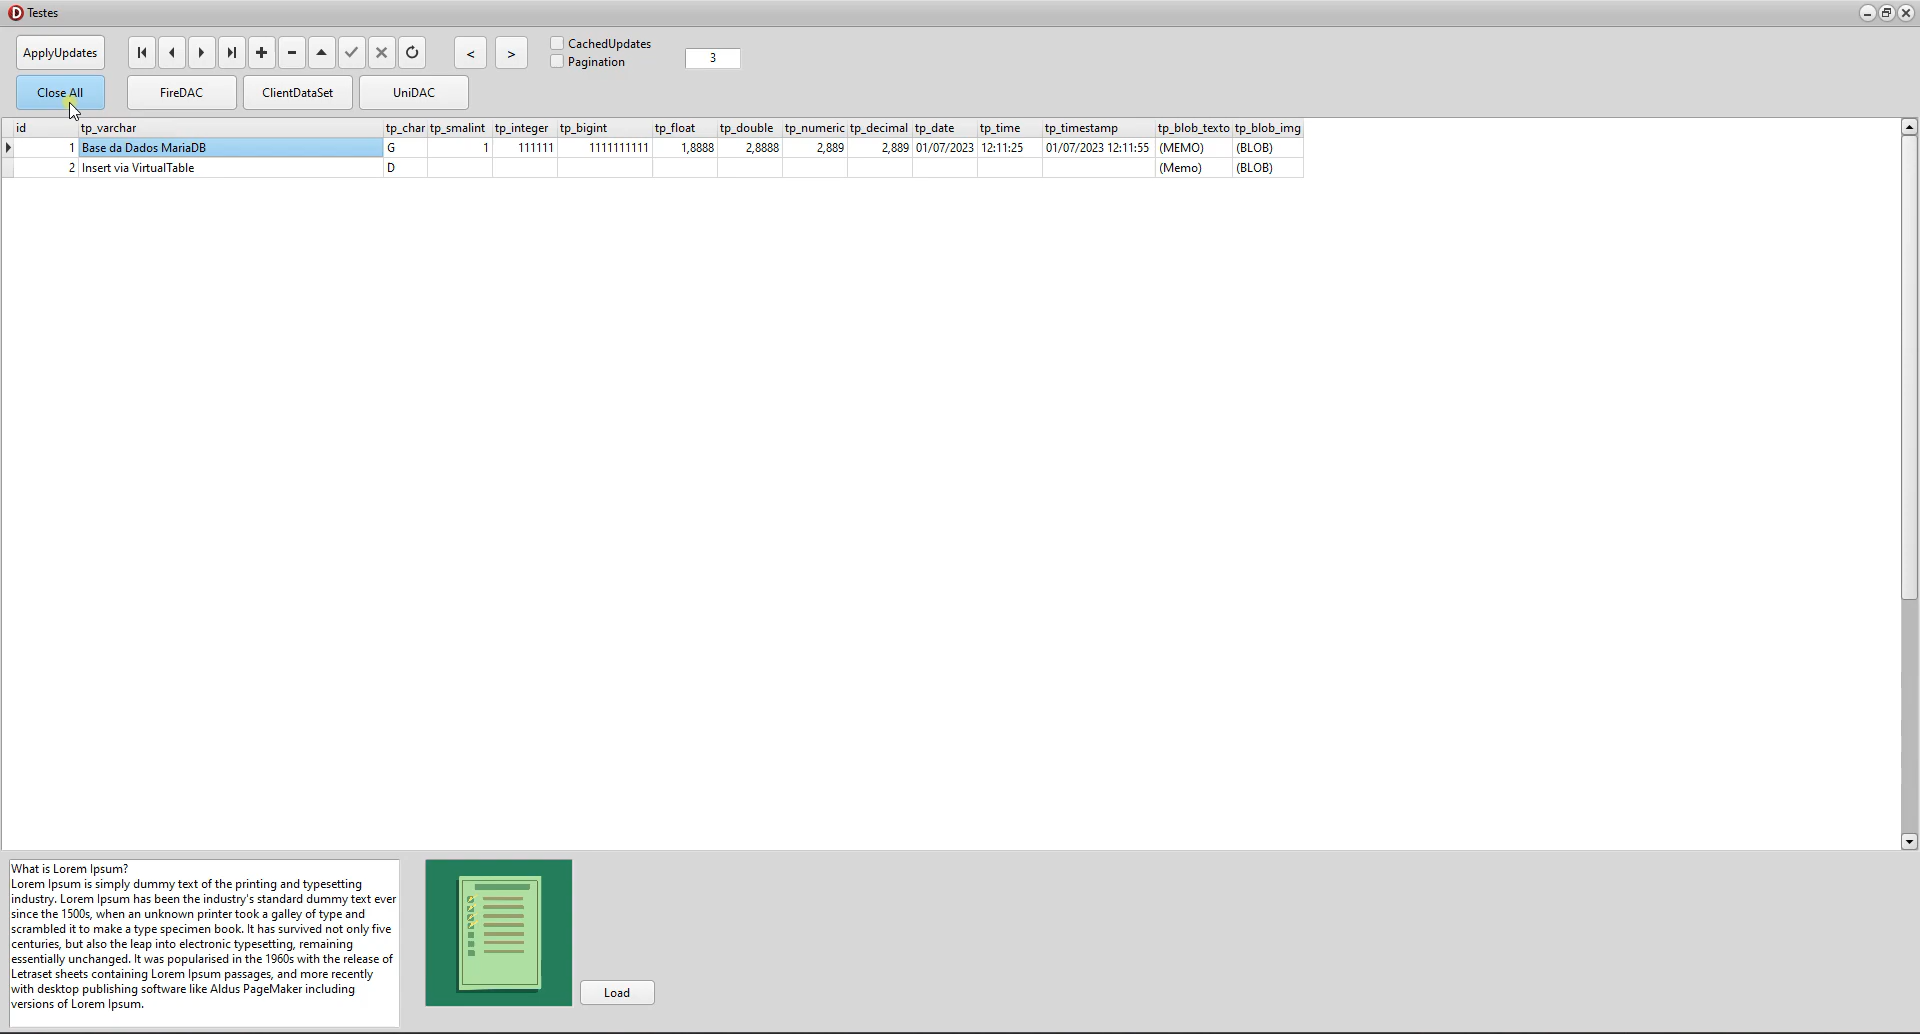 Testes
ApplyUpdates
< >
CachedUpdates
Pagination
3
Close All FireDAC ClientDataSet UniDAC
id tp_varchar tp_char tp_smalint tp_integer tp_bigint tp_float tp_double tp_numeric tp_decimal tp_date tp_time tp_timestamp tp_blob_texto tp_blob_img
1 Base da Dados MariaDB G 1 111111 1111111111 1,8888 2,8888 2,889 2,889 01/07/2023 12:11:25 01/07/2023 12:11:55 (MEMO) (BLOB)
2 Insert via VirtualTable D (Memo) (BLOB)
What is Lorem Ipsum?
Lorem Ipsum is simply dummy text of the printing and typesetting
industry. Lorem Ipsum has been the industry's standard dummy text ever
since the 1500s, when an unknown printer took a galley of type and
scrambled it to make a type specimen book. It has survived not only five
centuries, but also the leap into electronic typesetting, remaining
essentially unchanged. It was popularised in the 1960s with the release of
Letraset sheets containing Lorem Ipsum passages, and more recently
with desktop publishing software like Aldus PageMaker including
versions of Lorem Ipsum.
Load